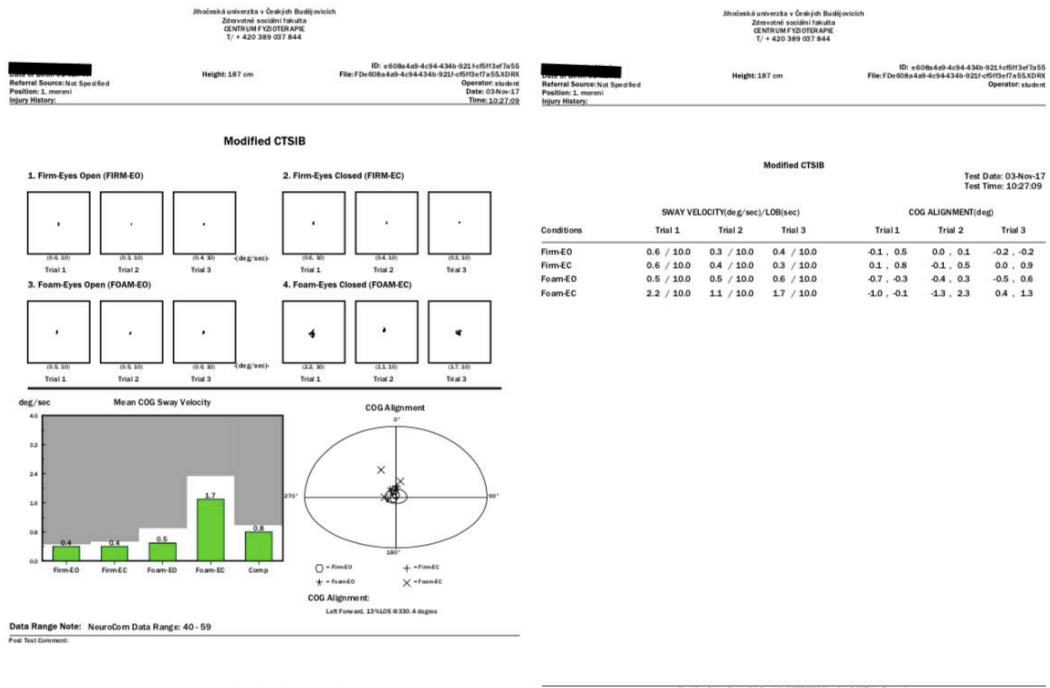 Jihočeská univerzita v Českých Budějovicích
Zdravotně sociální fakulta
CENTRUM FYZIOTERAPIE
T/ + 420 389 037 844
Height: 187 cm
ID: e608a4a9-4c94-434b-921f-cf5ff3ef7a55
File: FDe608a4a9-4c94-434b-921f-cf5ff3ef7a55.XDRX
Referral Source: Not Specified
Operator: student
Position: 1. mereni
Date: 03-Nov-17
Injury History:
Time: 10:27:09
Modified CTSIB
1. Firm-Eyes Open (FIRM-EO)
2. Firm-Eyes Closed (FIRM-EC)
(0.6, 10) (0.3, 10) (0.4, 10) -(deg/sec)- (0.6, 10) (0.4, 10) (0.3, 10)
Trial 1 Trial 2 Trial 3 Trial 1 Trial 2 Trial 3
3. Foam-Eyes Open (FOAM-EO)
4. Foam-Eyes Closed (FOAM-EC)
(0.5, 10) (0.5, 10) (0.6, 10) -(deg/sec)- (2.2, 10) (1.1, 10) (1.7, 10)
Trial 1 Trial 2 Trial 3 Trial 1 Trial 2 Trial 3
deg/sec
Mean COG Sway Velocity
4.0
3.2
2.4
1.6
0.8
0.0
0.4 0.4 0.5 1.7 0.8
Firm-EO Firm-EC Foam-EO Foam-EC Comp
COG Alignment
0°
270° 90°
180°
= Firm-EO = Firm-EC
= Foam-EO = Foam-EC
COG Alignment:
Left Forward, 13%LOS @330.4 degree
Data Range Note: NeuroCom Data Range: 40 - 59
Post Test Comment:
Jihočeská univerzita v Českých Budějovicích
Zdravotně sociální fakulta
CENTRUM FYZIOTERAPIE
T/ + 420 389 037 844
Height: 187 cm
ID: e608a4a9-4c94-434b-921f-cf5ff3ef7a55
File: FDe608a4a9-4c94-434b-921f-cf5ff3ef7a55.XDRX
Referral Source: Not Specified
Operator: student
Position: 1. mereni
Injury History:
Modified CTSIB
Test Date: 03-Nov-17
Test Time: 10:27:09
SWAY VELOCITY(deg/sec)/LOB(sec) COG ALIGNMENT(deg)
Conditions Trial 1 Trial 2 Trial 3 Trial 1 Trial 2 Trial 3
Firm-EO 0.6 / 10.0 0.3 / 10.0 0.4 / 10.0 -0.1 , 0.5 0.0 , 0.1 -0.2 , -0.2
Firm-EC 0.6 / 10.0 0.4 / 10.0 0.3 / 10.0 0.1 , 0.8 -0.1 , 0.5 0.0 , 0.9
Foam-EO 0.5 / 10.0 0.5 / 10.0 0.6 / 10.0 -0.7 , -0.3 -0.4 , 0.3 -0.5 , 0.6
Foam-EC 2.2 / 10.0 1.1 / 10.0 1.7 / 10.0 -1.0 , -0.1 -1.3 , 2.3 0.4 , 1.3